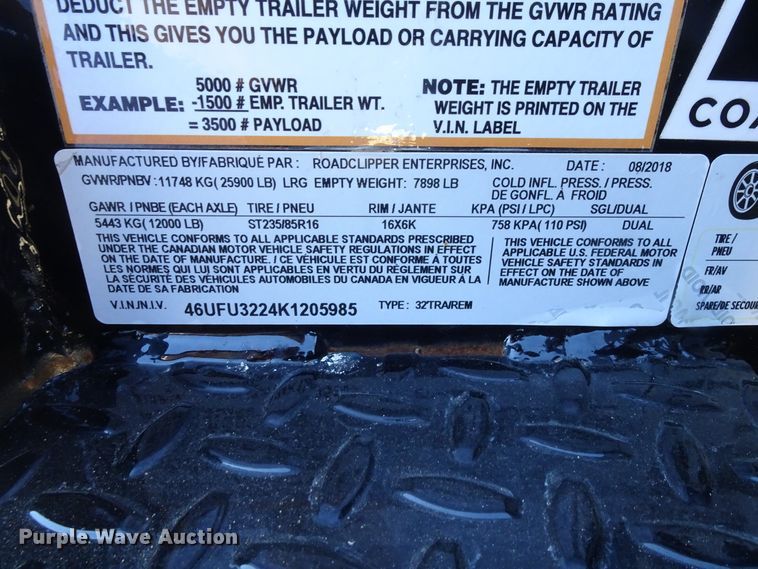 DEDUCT THE EMPTY TRAILER WEIGHT FROM THE GVWR RATING
AND THIS GIVES YOU THE PAYLOAD OR CARRYING CAPACITY OF
TRAILER.
5000 # GVWR
EXAMPLE: -1500 # EMP. TRAILER WT.
= 3500 # PAYLOAD
NOTE: THE EMPTY TRAILER
WEIGHT IS PRINTED ON THE
V.I.N. LABEL
COA
MANUFACTURED BY/FABRIQUÉ PAR : ROADCLIPPER ENTERPRISES, INC. DATE : 08/2018
GVWR/PNBV : 11748 KG ( 25900 LB) LRG EMPTY WEIGHT: 7898 LB COLD INFL. PRESS./ PRESS.
DE GONFL. À FROID
GAWR / PNBE (EACH AXLE) TIRE / PNEU RIM / JANTE KPA (PSI / LPC) SGL/DUAL
5443 KG( 12000 LB) ST235/85R16 16X6K 758 KPA ( 110 PSI) DUAL
THIS VEHICLE CONFORMS TO ALL APPLICABLE STANDARDS PRESCRIBED
UNDER THE CANADIAN MOTOR VEHICLE SAFETY REGULATIONS IN EFFECT
ON THE DATE OF MANUFACTURE. / CE VÉHICULE EST CONFORME À TOUTES
LES NORMES QUI LUI SONT APPLICABLES EN VERTU DU RÈGLEMENT SUR
LA SÉCURITÉ DES VÉHICULES AUTOMOBILES DU CANADA EN VIGUEUR À LA
DATE DE SA FABRICATION
THIS VEHICLE CONFORMS TO ALL
APPLICABLE U.S. FEDERAL MOTOR
VEHICLE SAFETY STANDARDS IN
EFFECT ON THE DATE OF
MANUFACTURE SHOWN ABOVE
V.I.N./N.I.V. 46UFU3224K1205985 TYPE : 32'TRA/REM
TIRE /
PNEU
FR/AV
RR/AR
SPARE/DE SECOU
Purple Wave Auction